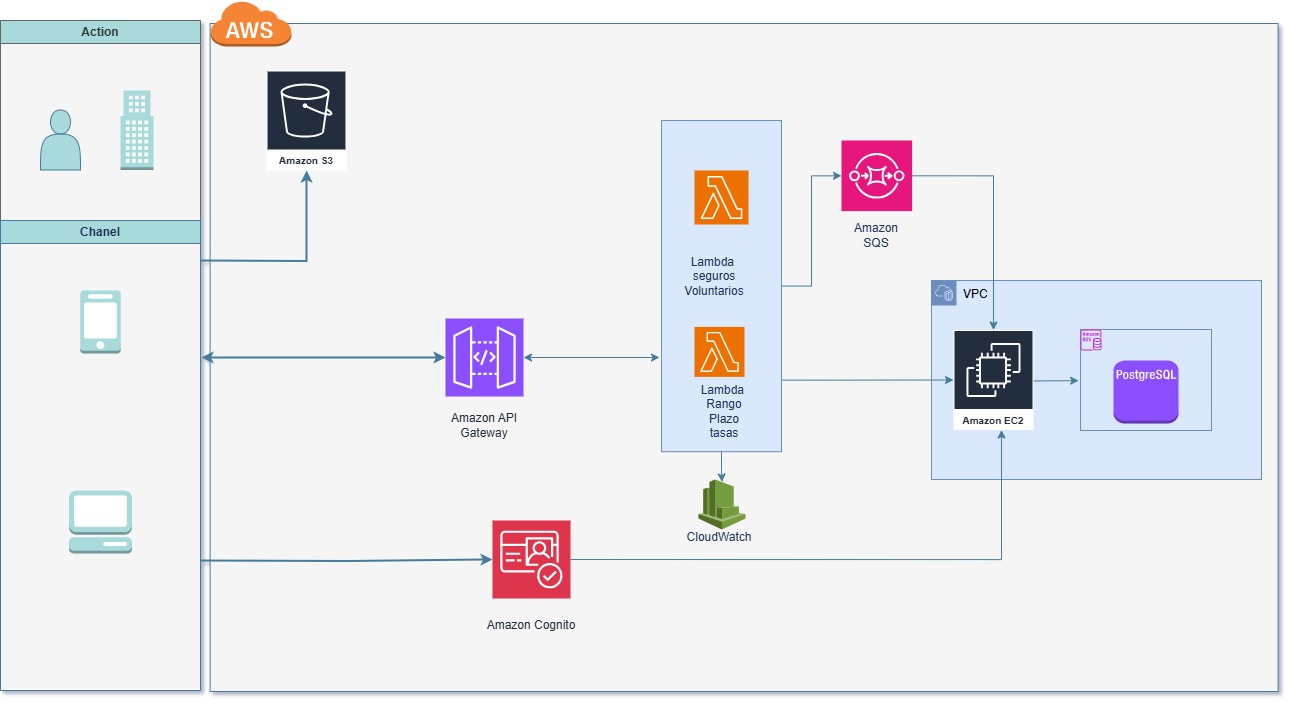 Action
AWS
Amazon S3
Chanel
Lambda
seguros
Voluntarios
Amazon
SQS
VPC
Amazon
RDS
PostgreSQL
Lambda
Rango
Plazo
tasas
Amazon API
Gateway
</>
Amazon EC2
CloudWatch
Amazon Cognito